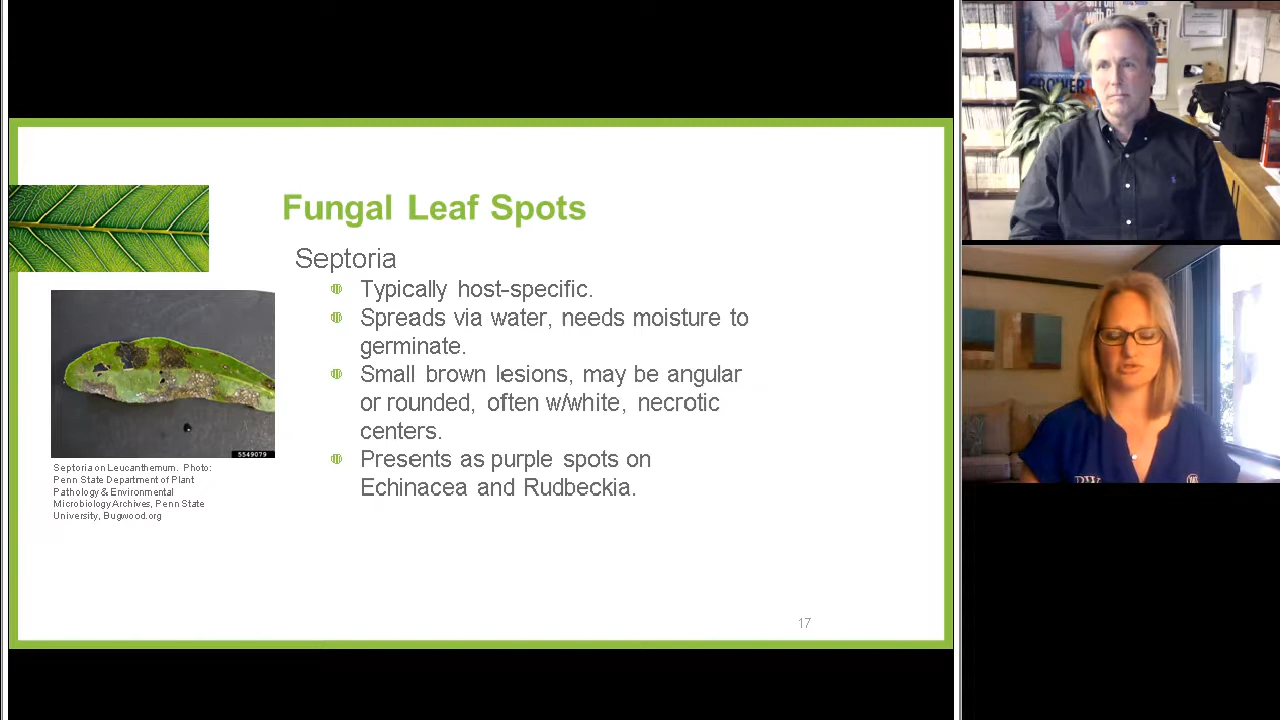 Fungal Leaf Spots
Septoria
Typically host-specific.
Spreads via water, needs moisture to
germinate.
Small brown lesions, may be angular
or rounded, often w/white, necrotic
centers.
Presents as purple spots on
Echinacea and Rudbeckia.
5549079
Septoria on Leucanthemum. Photo:
Penn State Department of Plant
Pathology & Environmental
Microbiology Archives, Penn State
University, Bugwood.org
17
GROWER